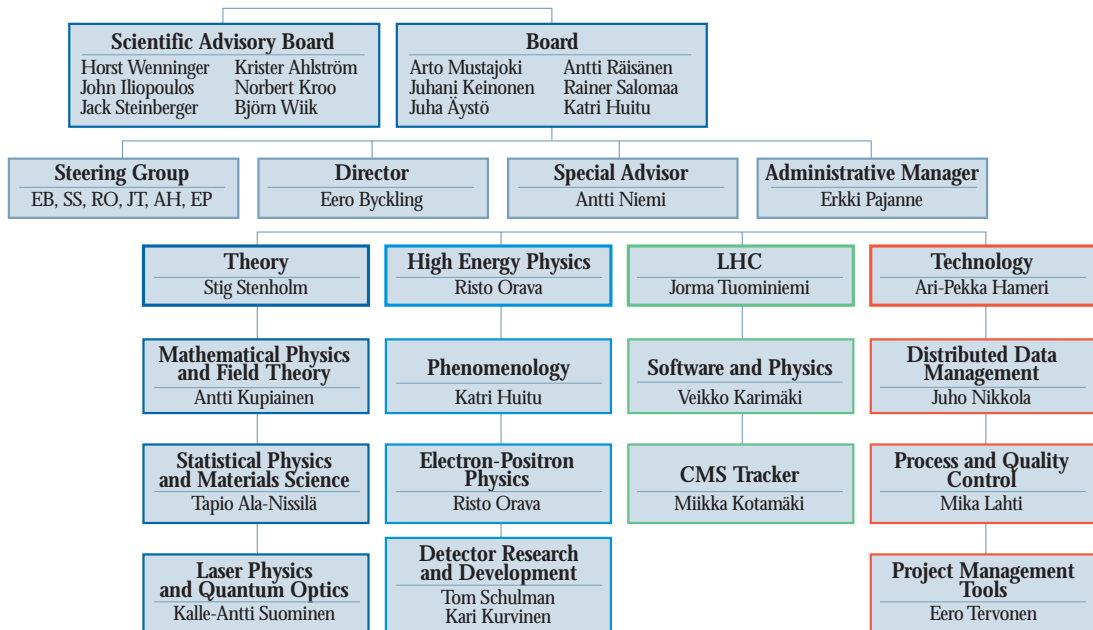 Scientific Advisory Board
Horst Wenninger Krister Ahlström
John Iliopoulos Norbert Kroo
Jack Steinberger Björn Wiik
Board
Arto Mustajoki Antti Räisänen
Juhani Keinonen Rainer Salomaa
Juha Äystö Katri Huitu
Steering Group
EB, SS, RO, JT, AH, EP
Director
Eero Byckling
Special Advisor
Antti Niemi
Administrative Manager
Erkki Pajanne
Theory
Stig Stenholm
High Energy Physics
Risto Orava
LHC
Jorma Tuominiemi
Technology
Ari-Pekka Hameri
Mathematical Physics
and Field Theory
Antti Kupiainen
Phenomenology
Katri Huitu
Software and Physics
Veikko Karimäki
Distributed Data
Management
Juho Nikkola
Statistical Physics
and Materials Science
Tapio Ala-Nissilä
Electron-Positron
Physics
Risto Orava
CMS Tracker
Miikka Kotamäki
Process and Quality
Control
Mika Lahti
Laser Physics
and Quantum Optics
Kalle-Antti Suominen
Detector Research
and Development
Tom Schulman
Kari Kurvinen
Project Management
Tools
Eero Tervonen